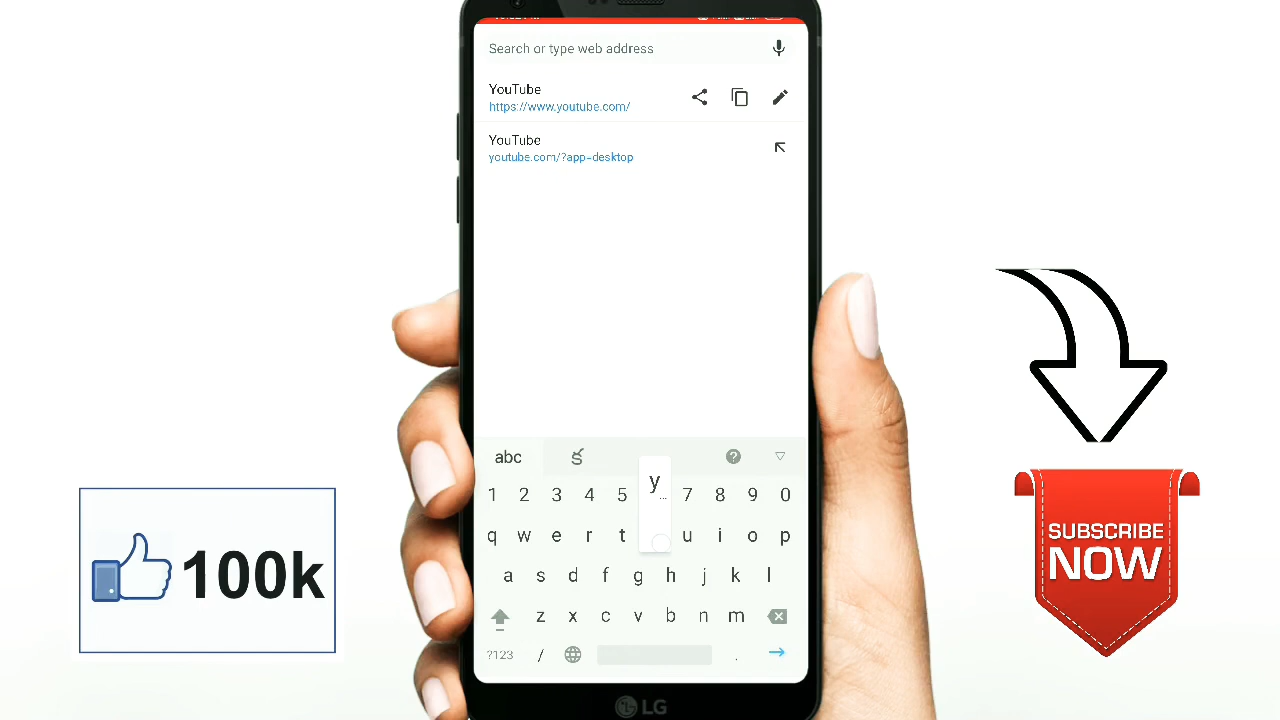 Search or type web address
YouTube
https://www.youtube.com/
YouTube
youtube.com/?app=desktop
abc క
1 2 3 4 5 y 7 8 9 0
q w e r t u i o p
a s d f g h j k l
z x c v b n m
?123 / .
LG
100k
SUBSCRIBE
NOW